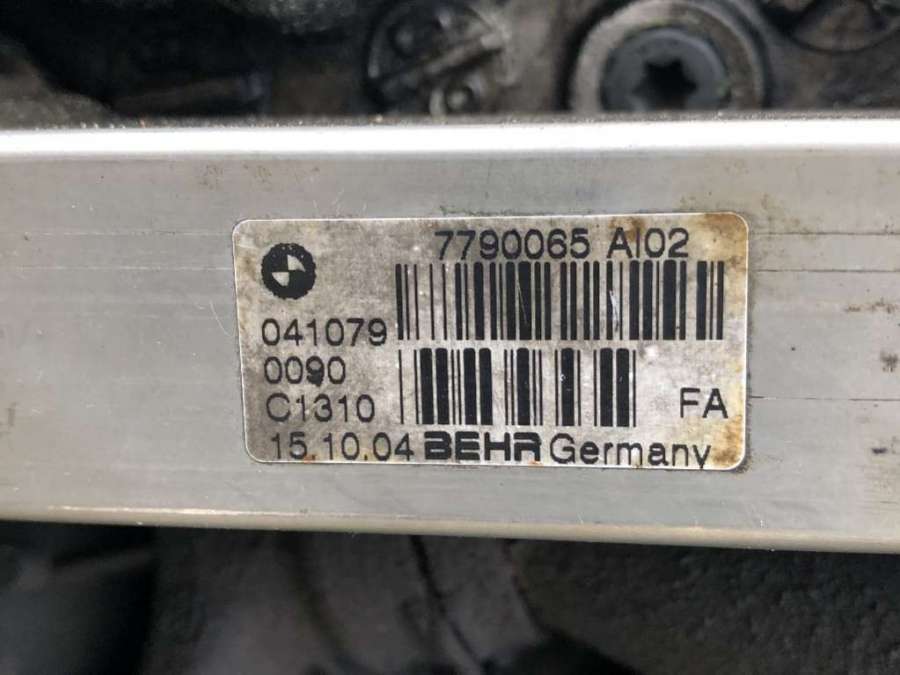 7790065 AI02
041079
0090
C1310
FA
15.10.04 BEHR Germany